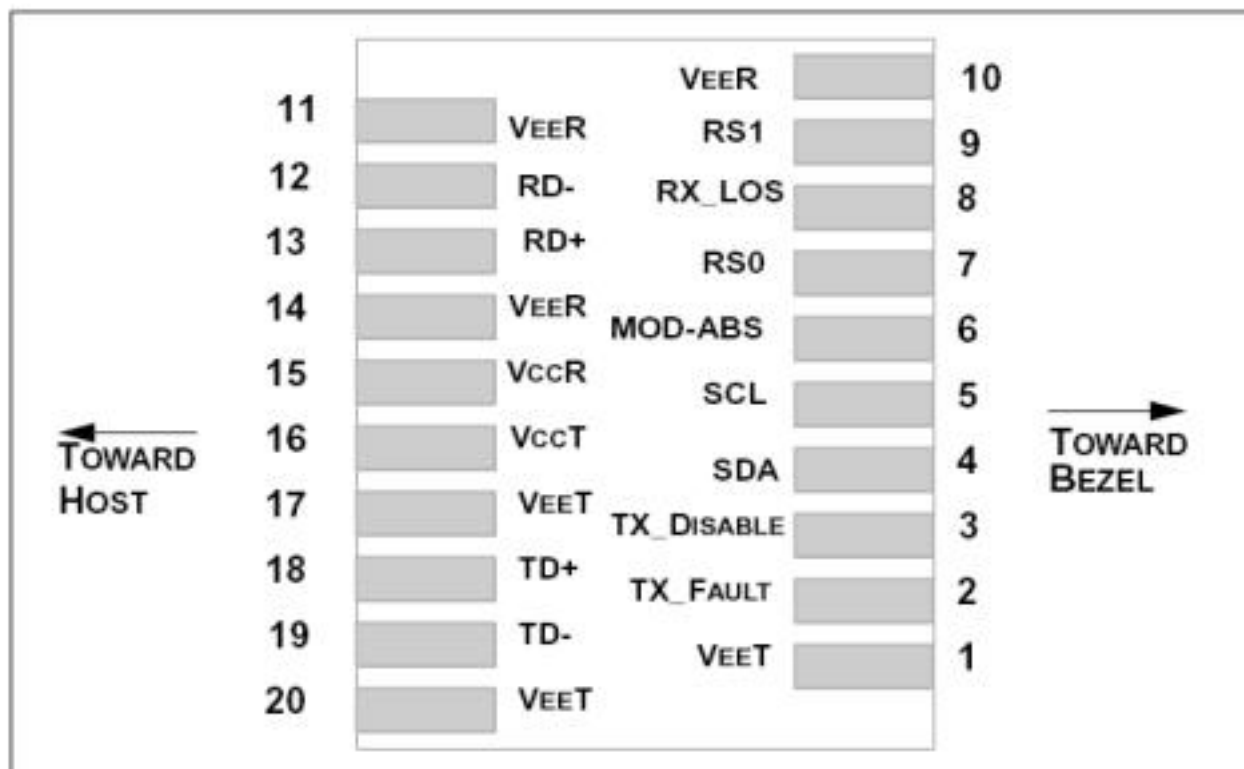 VEER 10
11 VEER
RS1 9
12 RD-
RX_LOS 8
13 RD+
RS0 7
14 VEER
MOD-ABS 6
15 VCCR
SCL 5
16 VCCT
TOWARD
HOST
TOWARD
BEZEL
SDA 4
17 VEET
TX_DISABLE 3
18 TD+
TX_FAULT 2
19 TD-
VEET 1
20 VEET